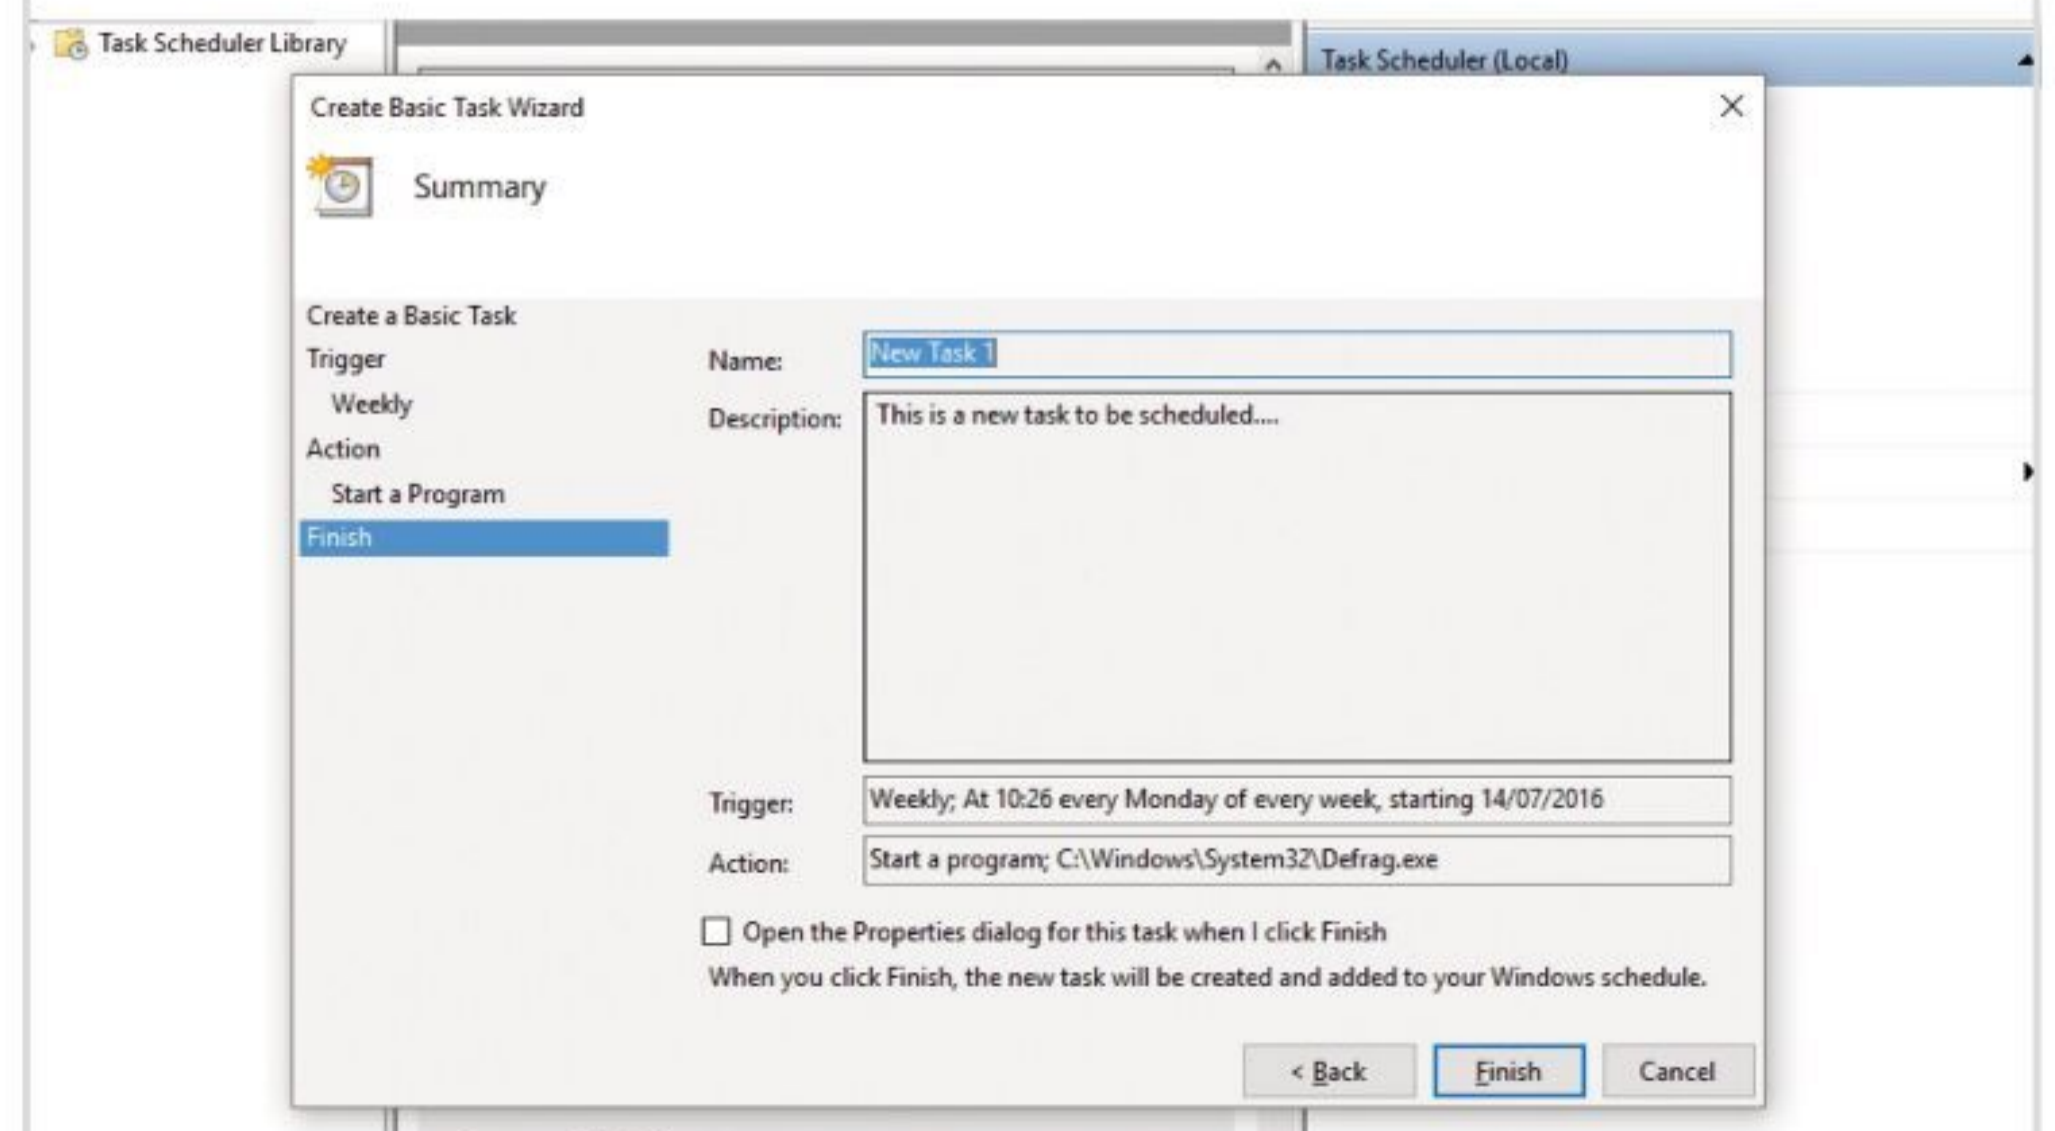 Task Scheduler Library
Task Scheduler (Local)
Create Basic Task Wizard
Summary
Create a Basic Task
Trigger
Weekly
Action
Start a Program
Finish
Name: New Task 1
Description: This is a new task to be scheduled....
Trigger: Weekly; At 10:26 every Monday of every week, starting 14/07/2016
Action: Start a program; C:\Windows\System32\Defrag.exe
Open the Properties dialog for this task when I click Finish
When you click Finish, the new task will be created and added to your Windows schedule.
< Back Finish Cancel